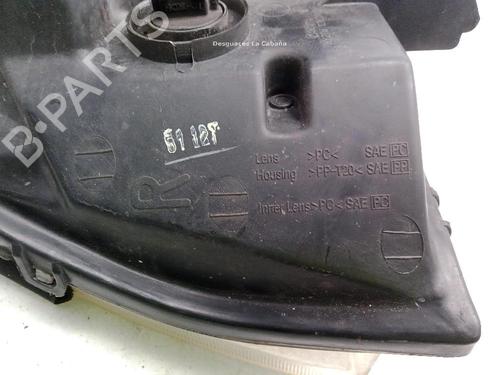 Desguaces La Cabaña
B-PARTS
51 12T
R
Lens >PC< SAE PC
Housing >PP-T20< SAE PP
Inner Lens >PC< SAE PC